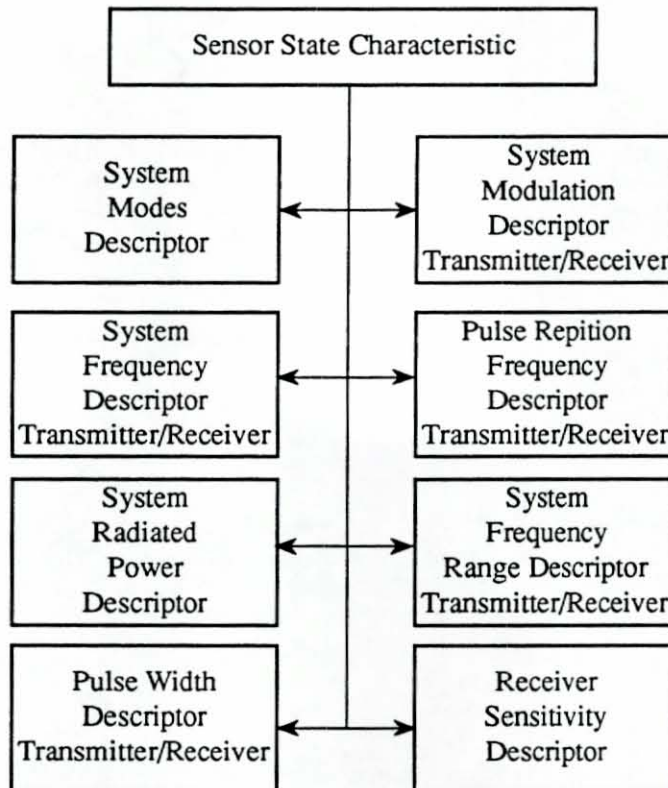 Sensor State Characteristic
System
Modes
Descriptor
System
Modulation
Descriptor
Transmitter/Receiver
System
Frequency
Descriptor
Transmitter/Receiver
Pulse Repition
Frequency
Descriptor
Transmitter/Receiver
System
Radiated
Power
Descriptor
System
Frequency
Range Descriptor
Transmitter/Receiver
Pulse Width
Descriptor
Transmitter/Receiver
Receiver
Sensitivity
Descriptor